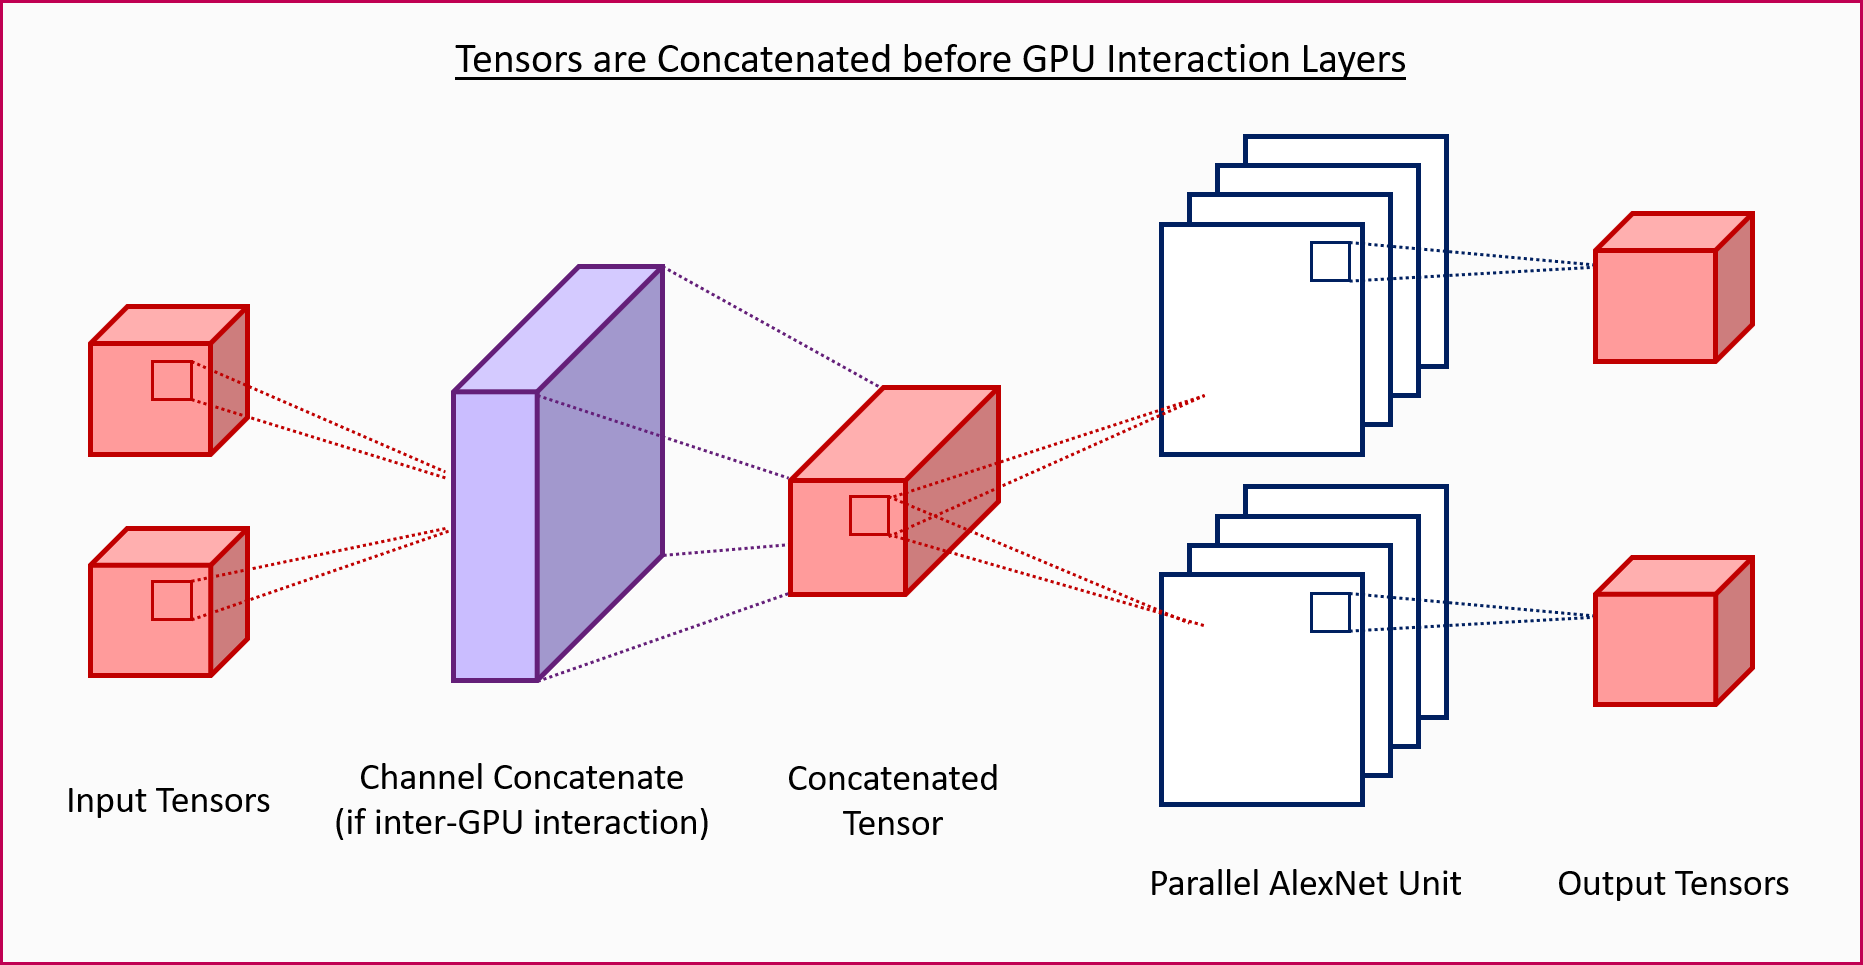 Tensors are Concatenated before GPU Interaction Layers
Input Tensors
Channel Concatenate
(if inter-GPU interaction)
Concatenated
Tensor
Parallel AlexNet Unit
Output Tensors